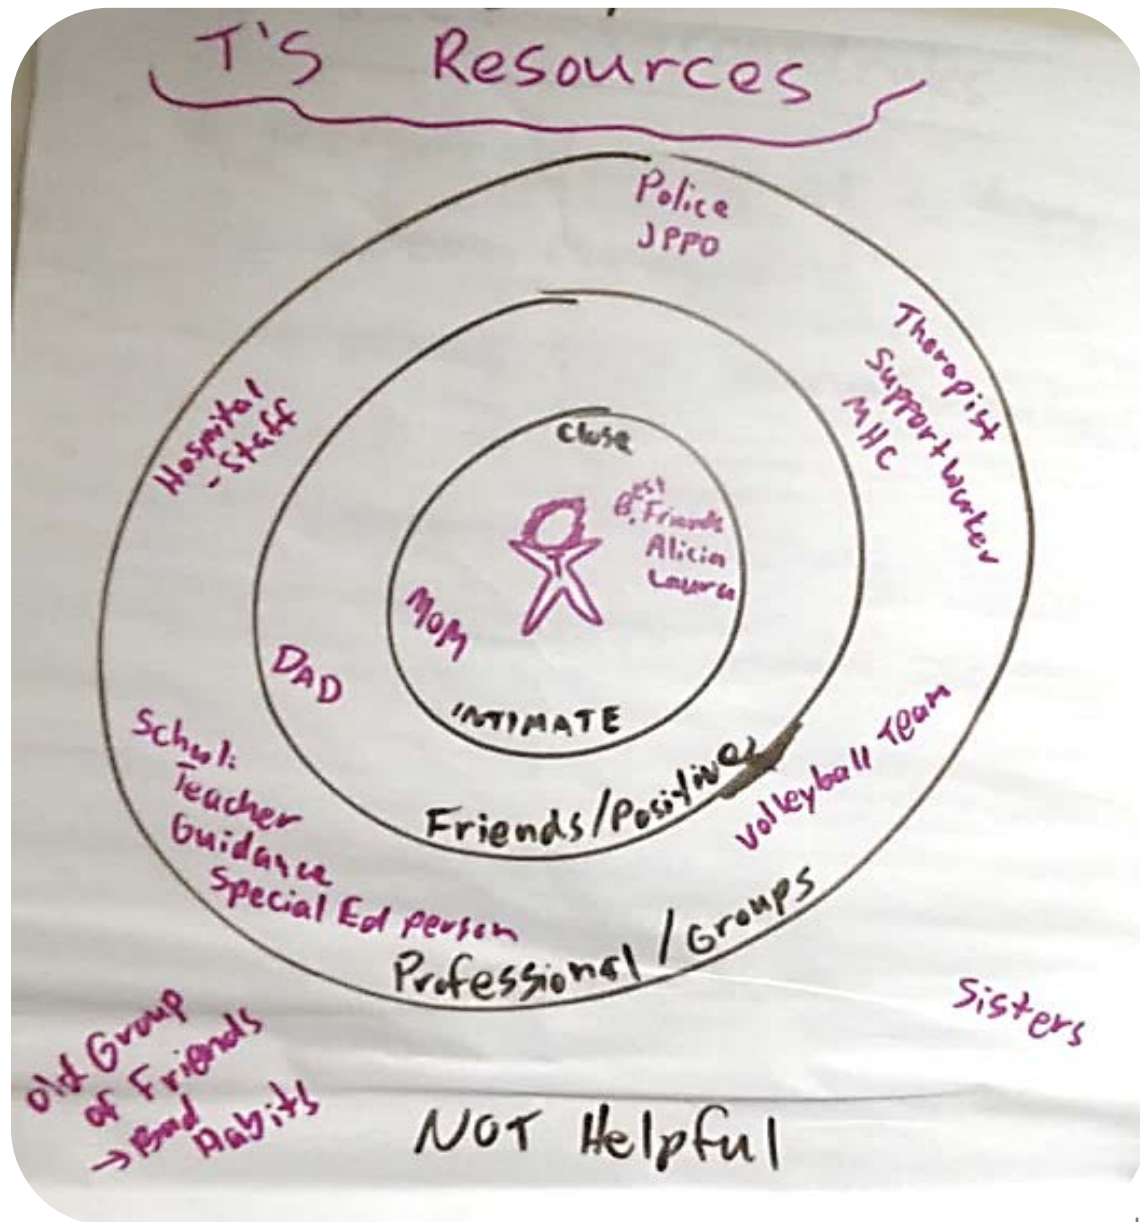 T'S Resources
Police
JPPO
Therapist
Support worker
MHC
Hospital
- Staff
close
Best
Friends
Alicia
Laura
T
MOM
INTIMATE
DAD
Friends/Positive
School:
Teacher
Guidance
Special Ed person
Volleyball Team
Professional/Groups
Sisters
Old Group
of Friends
→ Bad
Habits
NOT Helpful